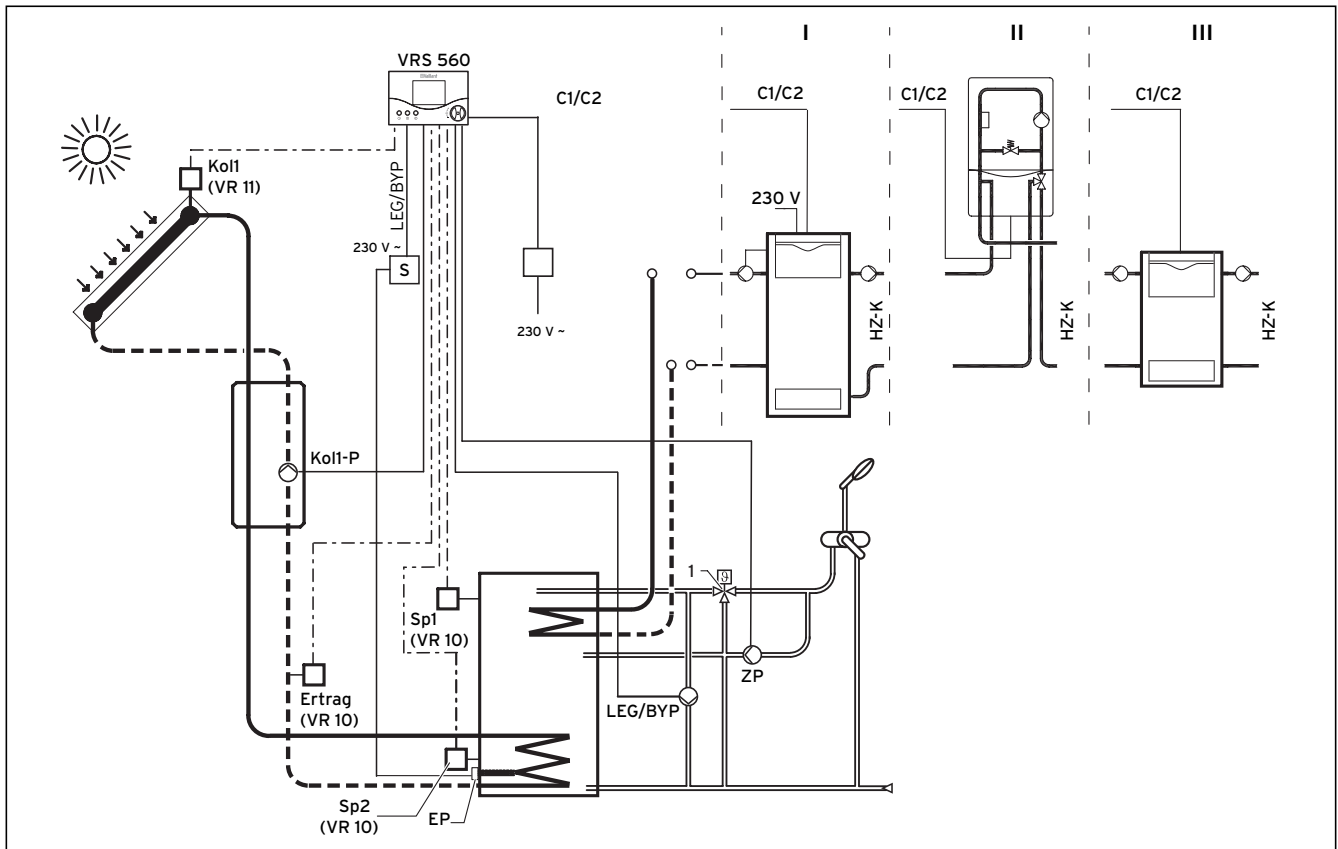 I
II
III
VRS 560
Vaillant
C1/C2
C1/C2
C1/C2
C1/C2
Kol1
(VR 11)
LEG/BYP
230 V ~
S
230 V
230 V ~
HZ-K
HZ-K
HZ-K
Kol1-P
1
Sp1
(VR 10)
ZP
Ertrag
(VR 10)
LEG/BYP
Sp2
(VR 10)
EP